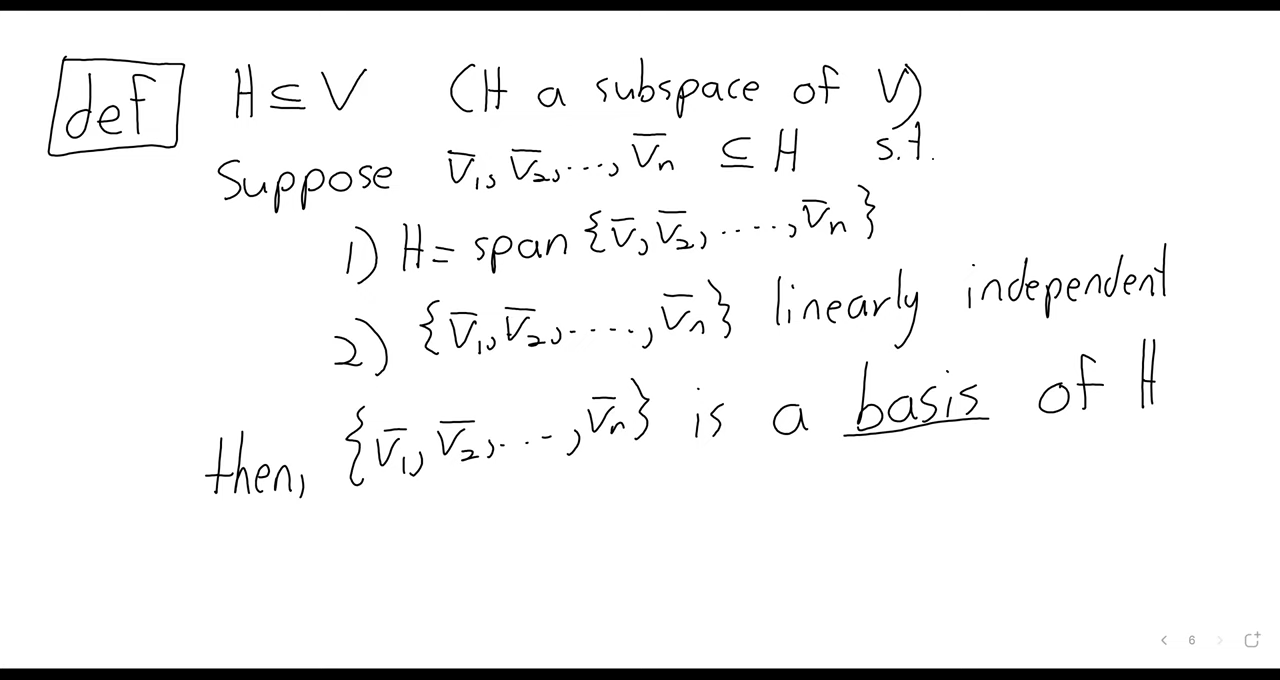 def H ⊆ V (H a subspace of V)
Suppose v̅₁, v̅₂, ..., v̅ₙ ⊆ H s.t.
1) H = span {v̅, v̅₂, ...., v̅ₙ}
2) {v̅₁, v̅₂, ...., v̅ₙ} linearly independent
then, {v̅₁, v̅₂, ..., v̅ₙ} is a basis of H
< 6 >